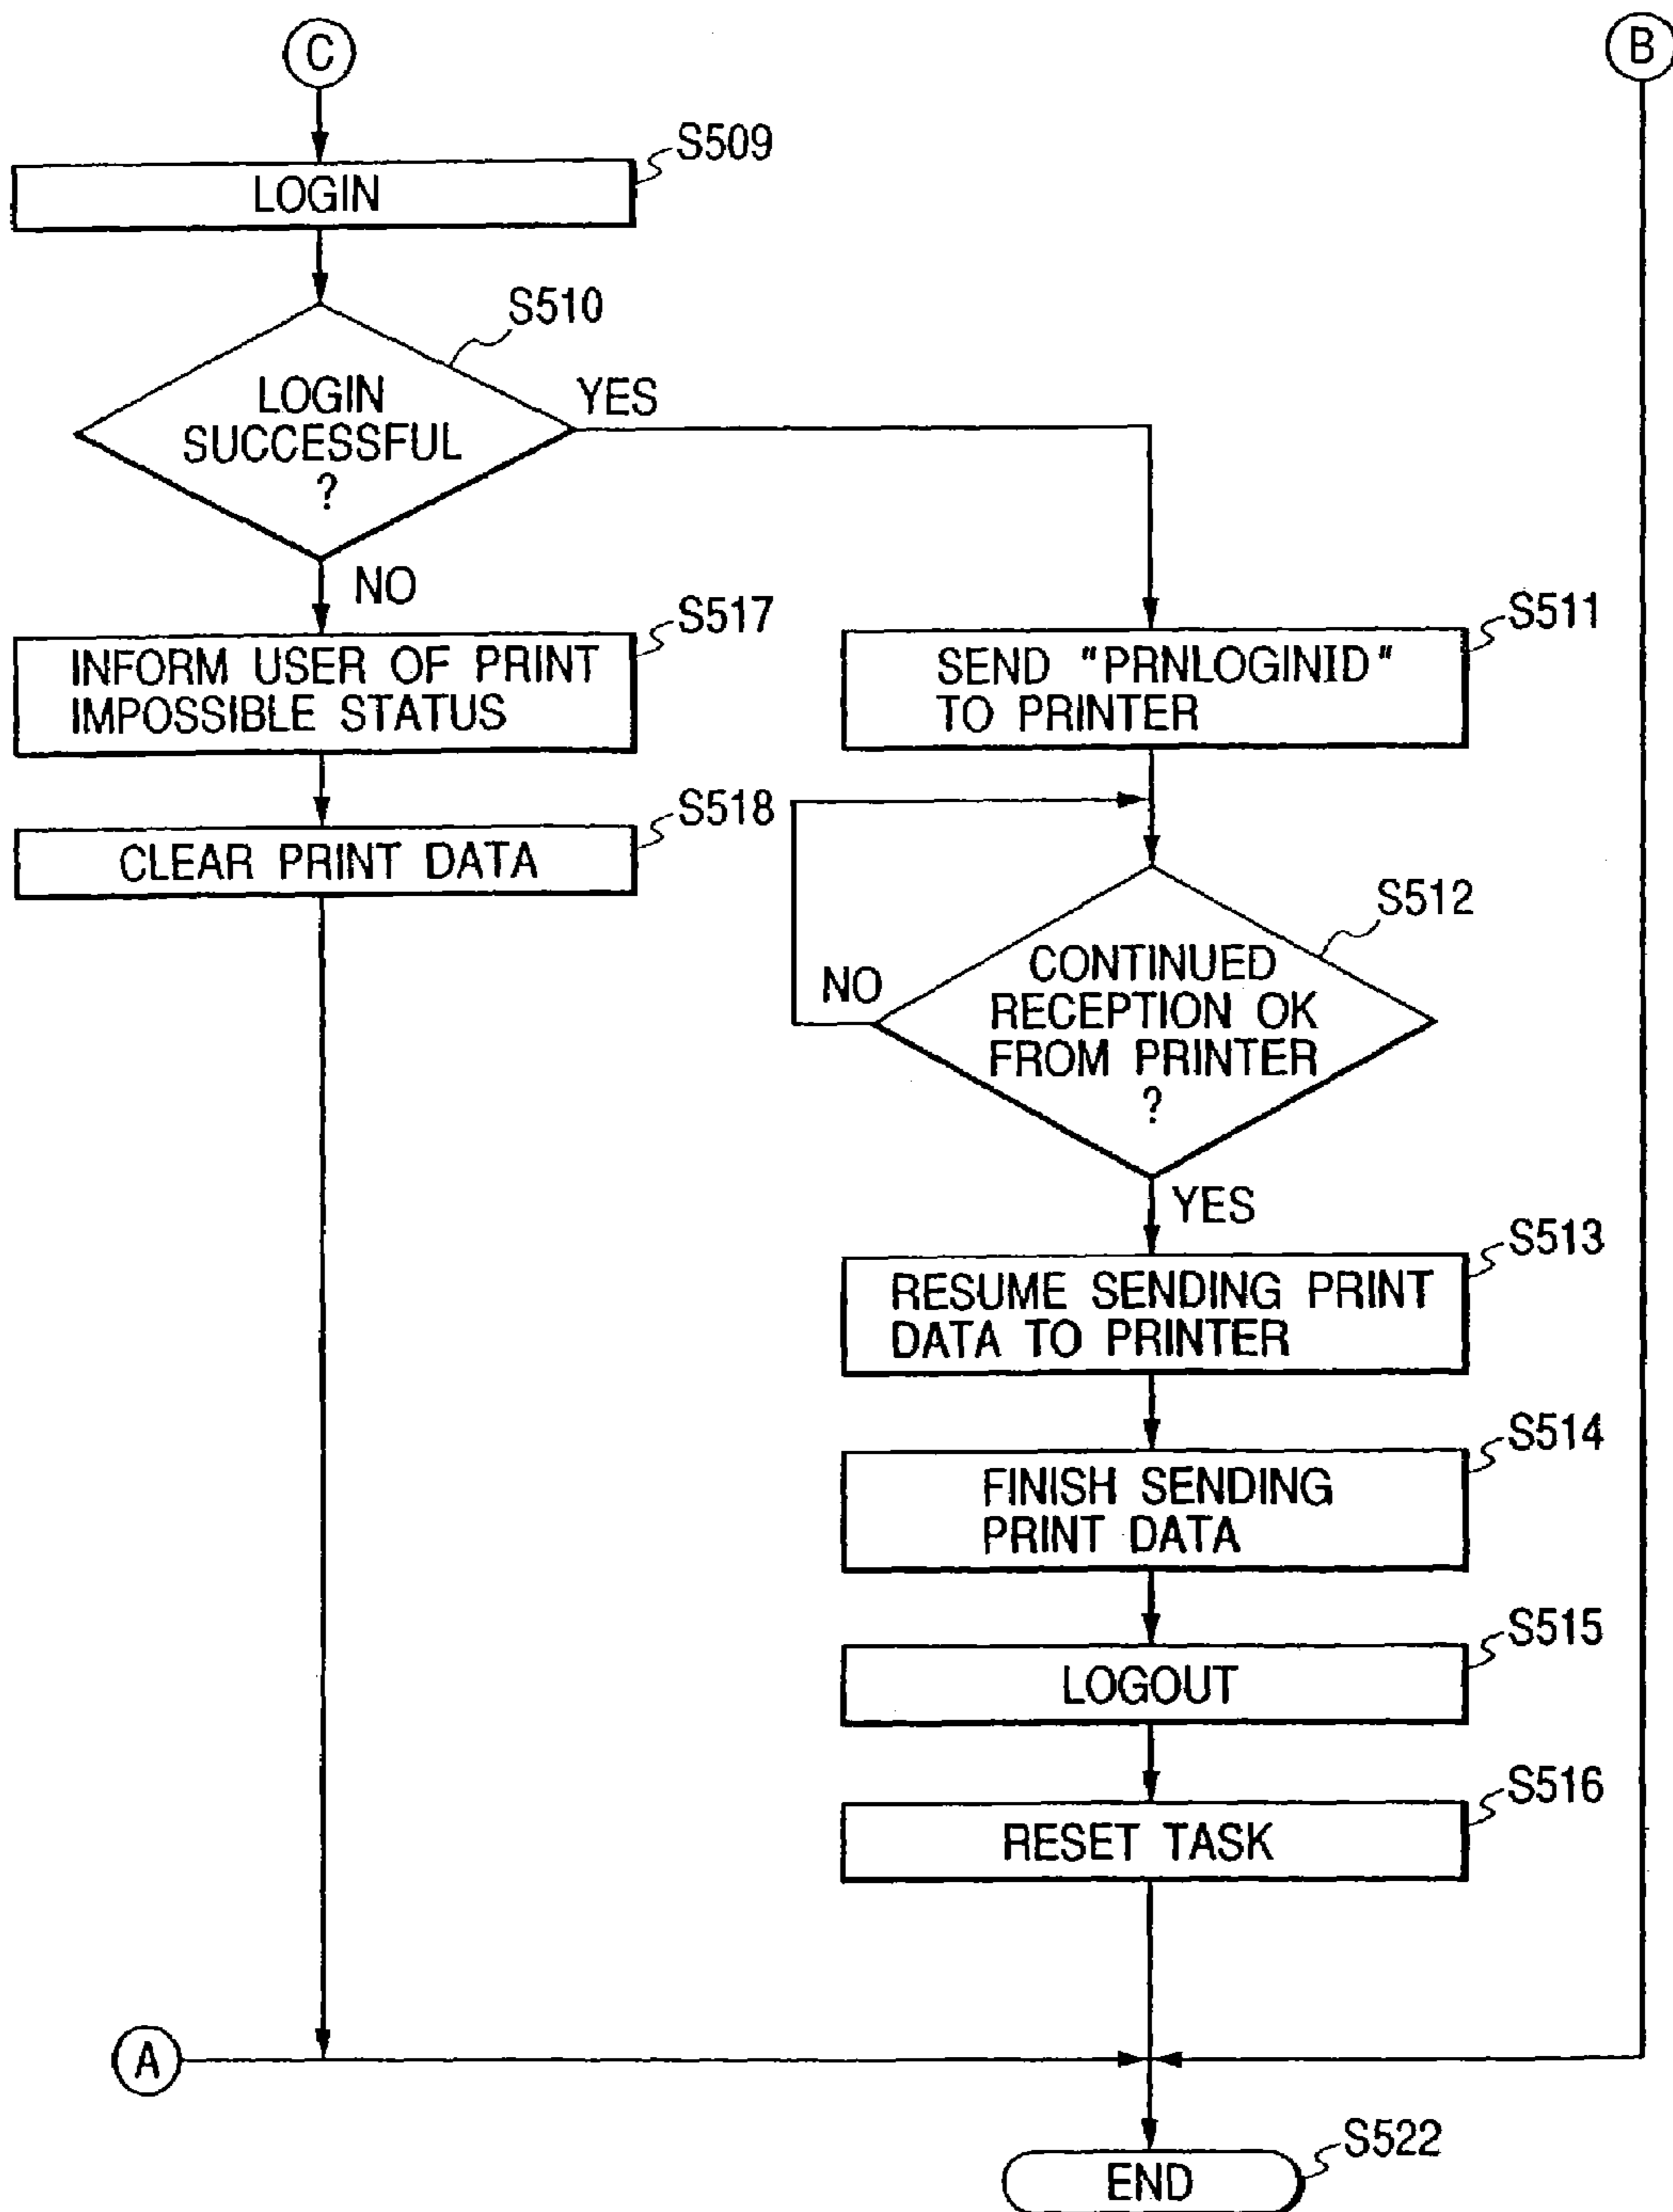 C
B
S509
LOGIN
S510
LOGIN
SUCCESSFUL
?
YES
NO
S517
INFORM USER OF PRINT
IMPOSSIBLE STATUS
S518
CLEAR PRINT DATA
S511
SEND "PRNLOGINID"
TO PRINTER
S512
CONTINUED
RECEPTION OK
FROM PRINTER
?
NO
YES
S513
RESUME SENDING PRINT
DATA TO PRINTER
S514
FINISH SENDING
PRINT DATA
S515
LOGOUT
S516
RESET TASK
A
S522
END